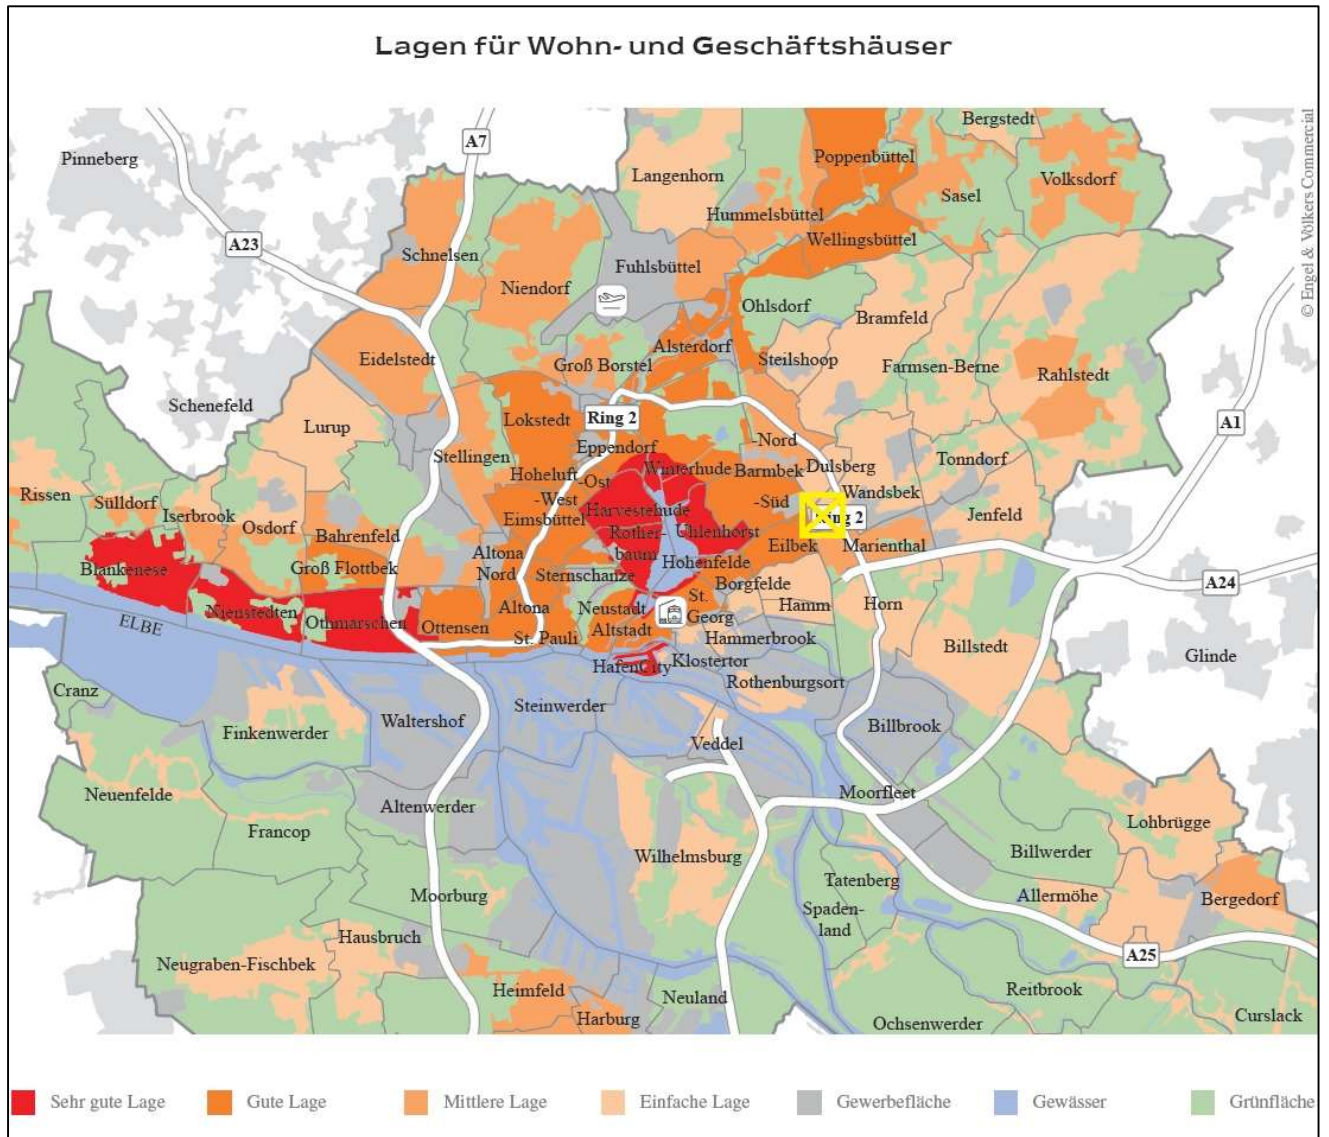 Lagen für Wohn- und Geschäftshäuser
© Engel & Völkers Commercial
Bergstedt
A7
Pinneberg
Poppenbüttel
Langenhorn
Volksdorf
Sasel
Hummelsbüttel
A23
Wellingsbüttel
Schnelsen
Fuhlsbüttel
Niendorf
Ohlsdorf
Bramfeld
Alsterdorf
Eidelstedt
Steilshoop
Groß Borstel
Farmsen-Berne
Rahlstedt
Schenefeld
Lokstedt
Ring 2
A1
Lurup
Eppendorf
-Nord
Stellingen
Tonndorf
Winterhude
Barmbek
Dulsberg
Hoheluft
-Ost
Rissen
Wandsbek
Sülldorf
-West
-Süd
Iserbrook
Harvestehude
Jenfeld
Eimsbüttel
Ring 2
Osdorf
Rother-
baum
Uhlenhorst
Bahrenfeld
Eilbek
Marienthal
Altona
Nord
Blankenese
Groß Flottbek
Hohenfelde
Sternschanze
Borgfelde
A24
St.
Georg
Nienstedten
Altona
Neustadt
Hamm
Horn
Othmarschen
ELBE
Ottensen
Altstadt
St. Pauli
Hammerbrook
Billstedt
Glinde
HafenCity
Klostertor
Rothenburgsort
Cranz
Steinwerder
Waltershof
Billbrook
Finkenwerder
Veddel
Neuenfelde
Moorfleet
Altenwerder
Lohbrügge
Francop
Wilhelmsburg
Billwerder
Tatenberg
Moorburg
Allermöhe
Bergedorf
Spaden-
land
Hausbruch
A25
Neugraben-Fischbek
Heimfeld
Neuland
Reitbrook
Harburg
Ochsenwerder
Curslack
Sehr gute Lage
Gute Lage
Mittlere Lage
Einfache Lage
Gewerbefläche
Gewässer
Grünfläche